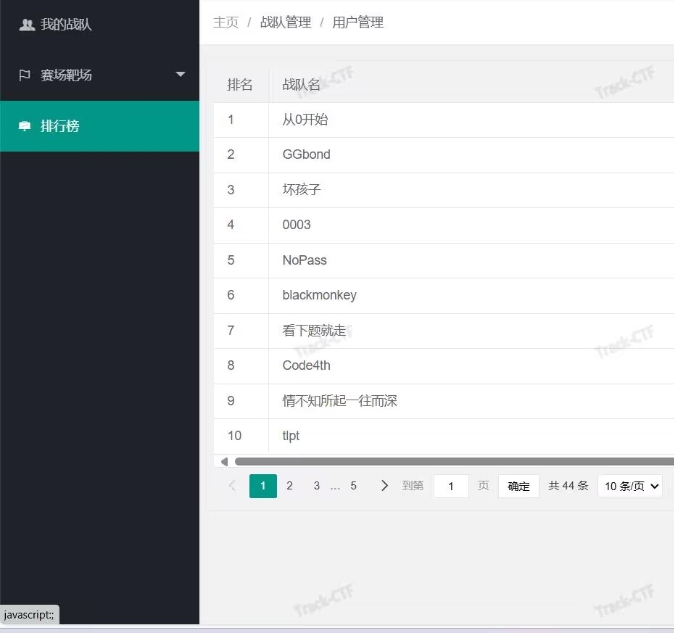 我的战队
赛场靶场
排行榜
主页 / 战队管理 / 用户管理
排名 战队名
1 从0开始
2 GGbond
3 坏孩子
4 0003
5 NoPass
6 blackmonkey
7 看下题就走
8 Code4th
9 情不知所起一往而深
10 tlpt
1 2 3 … 5 到第 1 页 确定 共 44 条 10 条/页
Track-CTF
Track-CTF
Track-CTF
Track-CTF
Track-CTF
Track-CTF
javascript:;